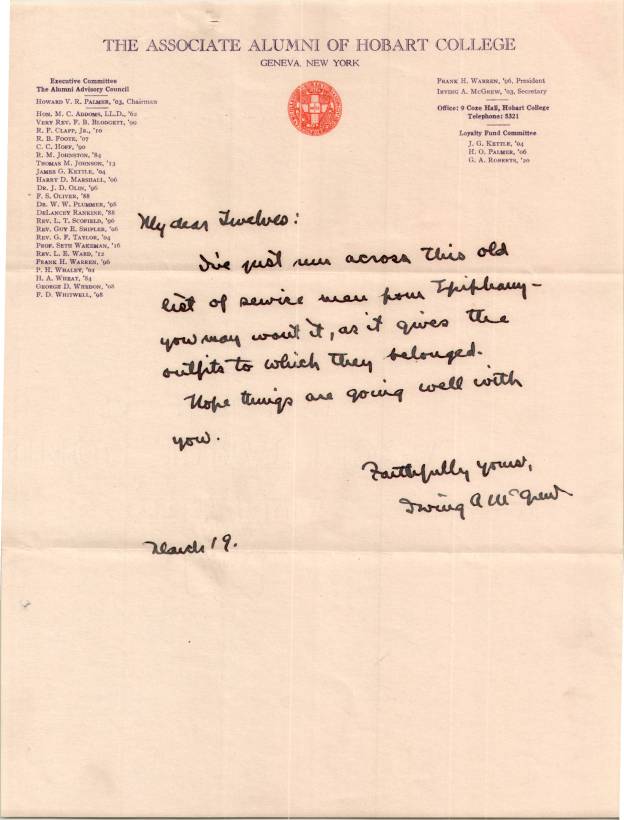 THE ASSOCIATE ALUMNI OF HOBART COLLEGE
GENEVA, NEW YORK
Executive Committee
The Alumni Advisory Council
Howard V. R. Palmer, '03, Chairman
Hon. M. C. Addoms, LL.D., '62
Very Rev. F. B. Blodgett, '90
R. F. Clapp, Jr., '10
R. B. Foote, '07
C. C. Hoff, '90
R. M. Johnston, '84
Thomas M. Johnson, '13
James G. Kettle, '04
Harry D. Marshall, '06
Dr. J. D. Olin, '96
F. S. Oliver, '88
Dr. W. W. Plummer, '98
DeLancey Rankine, '88
Rev. L. T. Scofield, '96
Rev. Guy E. Shipler, '06
Rev. G. F. Taylor, '04
Prof. Seth Wakeman, '16
Rev. L. E. Ward, '12
Frank H. Warren, '96
P. H. Whaley, '01
H. A. Wheat, '84
George D. Whedon, '08
F. D. Whitwell, '98
Frank H. Warren, '96, President
Irving A. McGrew, '03, Secretary
Office: 9 Coxe Hall, Hobart College
Telephone: 5321
Loyalty Fund Committee
J. G. Kettle, '04
H. O. Palmer, '06
G. A. Roberts, '20
My dear Twelves:
I've just run across this old
list of service men from Epiphany—
you may want it, as it gives the
outfits to which they belonged.
Hope things are going well with
you.
Faithfully yours,
Irving A McGrew
March 19.